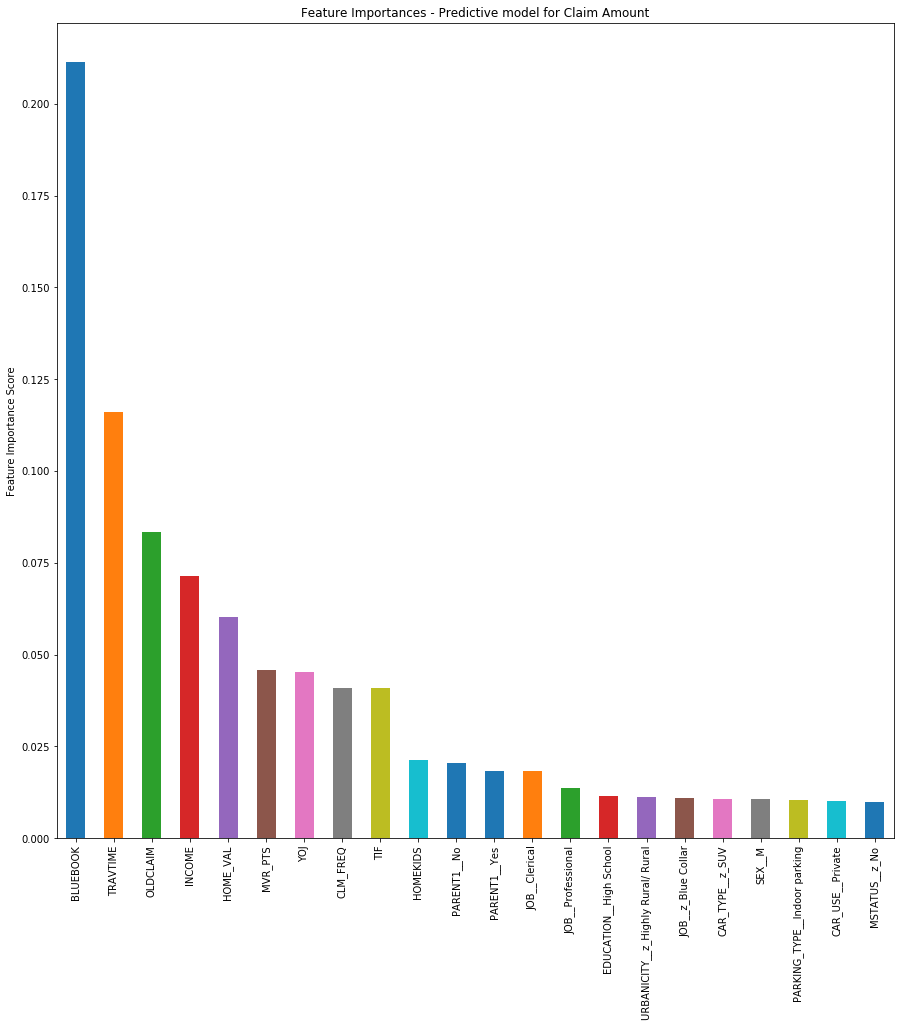 Feature Importances - Predictive model for Claim Amount
Feature Importance Score
0.200
0.175
0.150
0.125
0.100
0.075
0.050
0.025
0.000
BLUEBOOK
TRAVTIME
OLDCLAIM
INCOME
HOME_VAL
MVR_PTS
YOJ
CLM_FREQ
TIF
HOMEKIDS
PARENT1__No
PARENT1__Yes
JOB__Clerical
JOB__Professional
EDUCATION__High School
URBANICITY__z_Highly Rural/ Rural
JOB__z_Blue Collar
CAR_TYPE__z_SUV
SEX__M
PARKING_TYPE__Indoor parking
CAR_USE__Private
MSTATUS__z_No